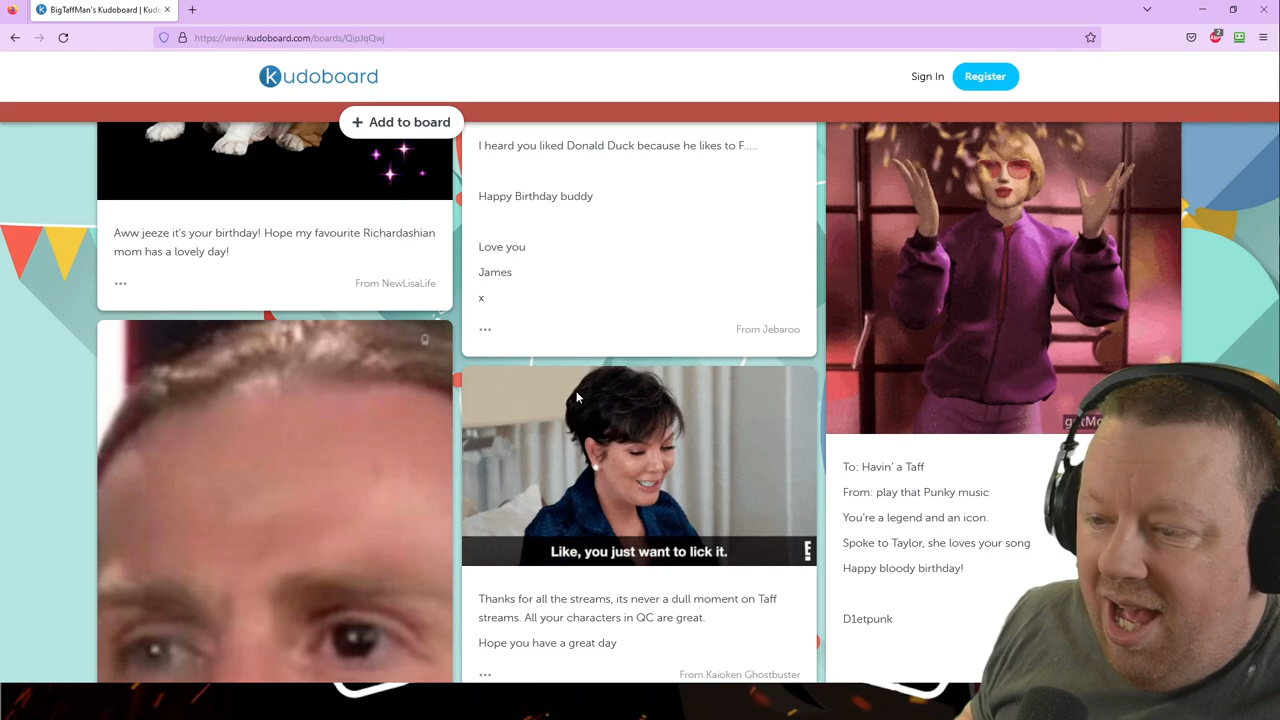 BigTaffMan's Kudoboard | Kudo
https://www.kudoboard.com/boards/QipJqQwj
2
kudoboard
Sign In
Register
+ Add to board
Aww jeeze it's your birthday! Hope my favourite Richardashian
mom has a lovely day!
From NewLisaLife
I heard you liked Donald Duck because he likes to F.....
Happy Birthday buddy
Love you
James
x
From Jebaroo
Like, you just want to lick it.
E
Thanks for all the streams, its never a dull moment on Taff
streams. All your characters in QC are great.
Hope you have a great day
From Kaioken Ghostbuster
To: Havin' a Taff
From: play that Punky music
You're a legend and an icon.
Spoke to Taylor, she loves your song
Happy bloody birthday!
D1etpunk